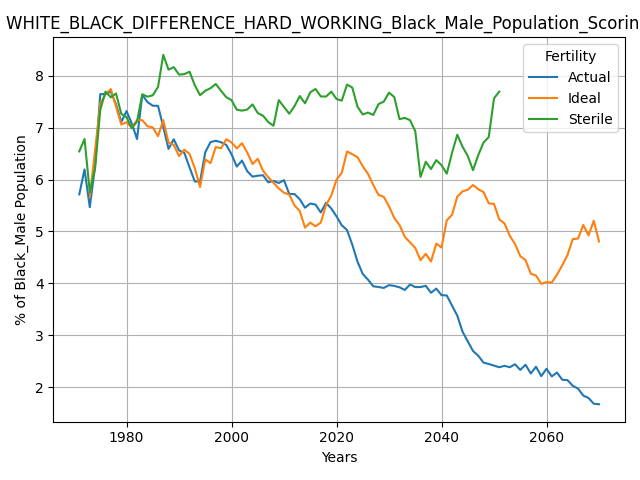 WHITE_BLACK_DIFFERENCE_HARD_WORKING_Black_Male_Population_Scorin
Fertility
Actual
Ideal
Sterile
% of Black_Male Population
8
7
6
5
4
3
2
1980 2000 2020 2040 2060
Years